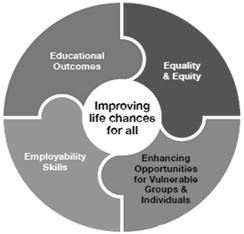 Educational
Outcomes
Equality
& Equity
Improving
life chances
for all
Employability
Skills
Enhancing
Opportunities
for Vulnerable
Groups &
Individuals